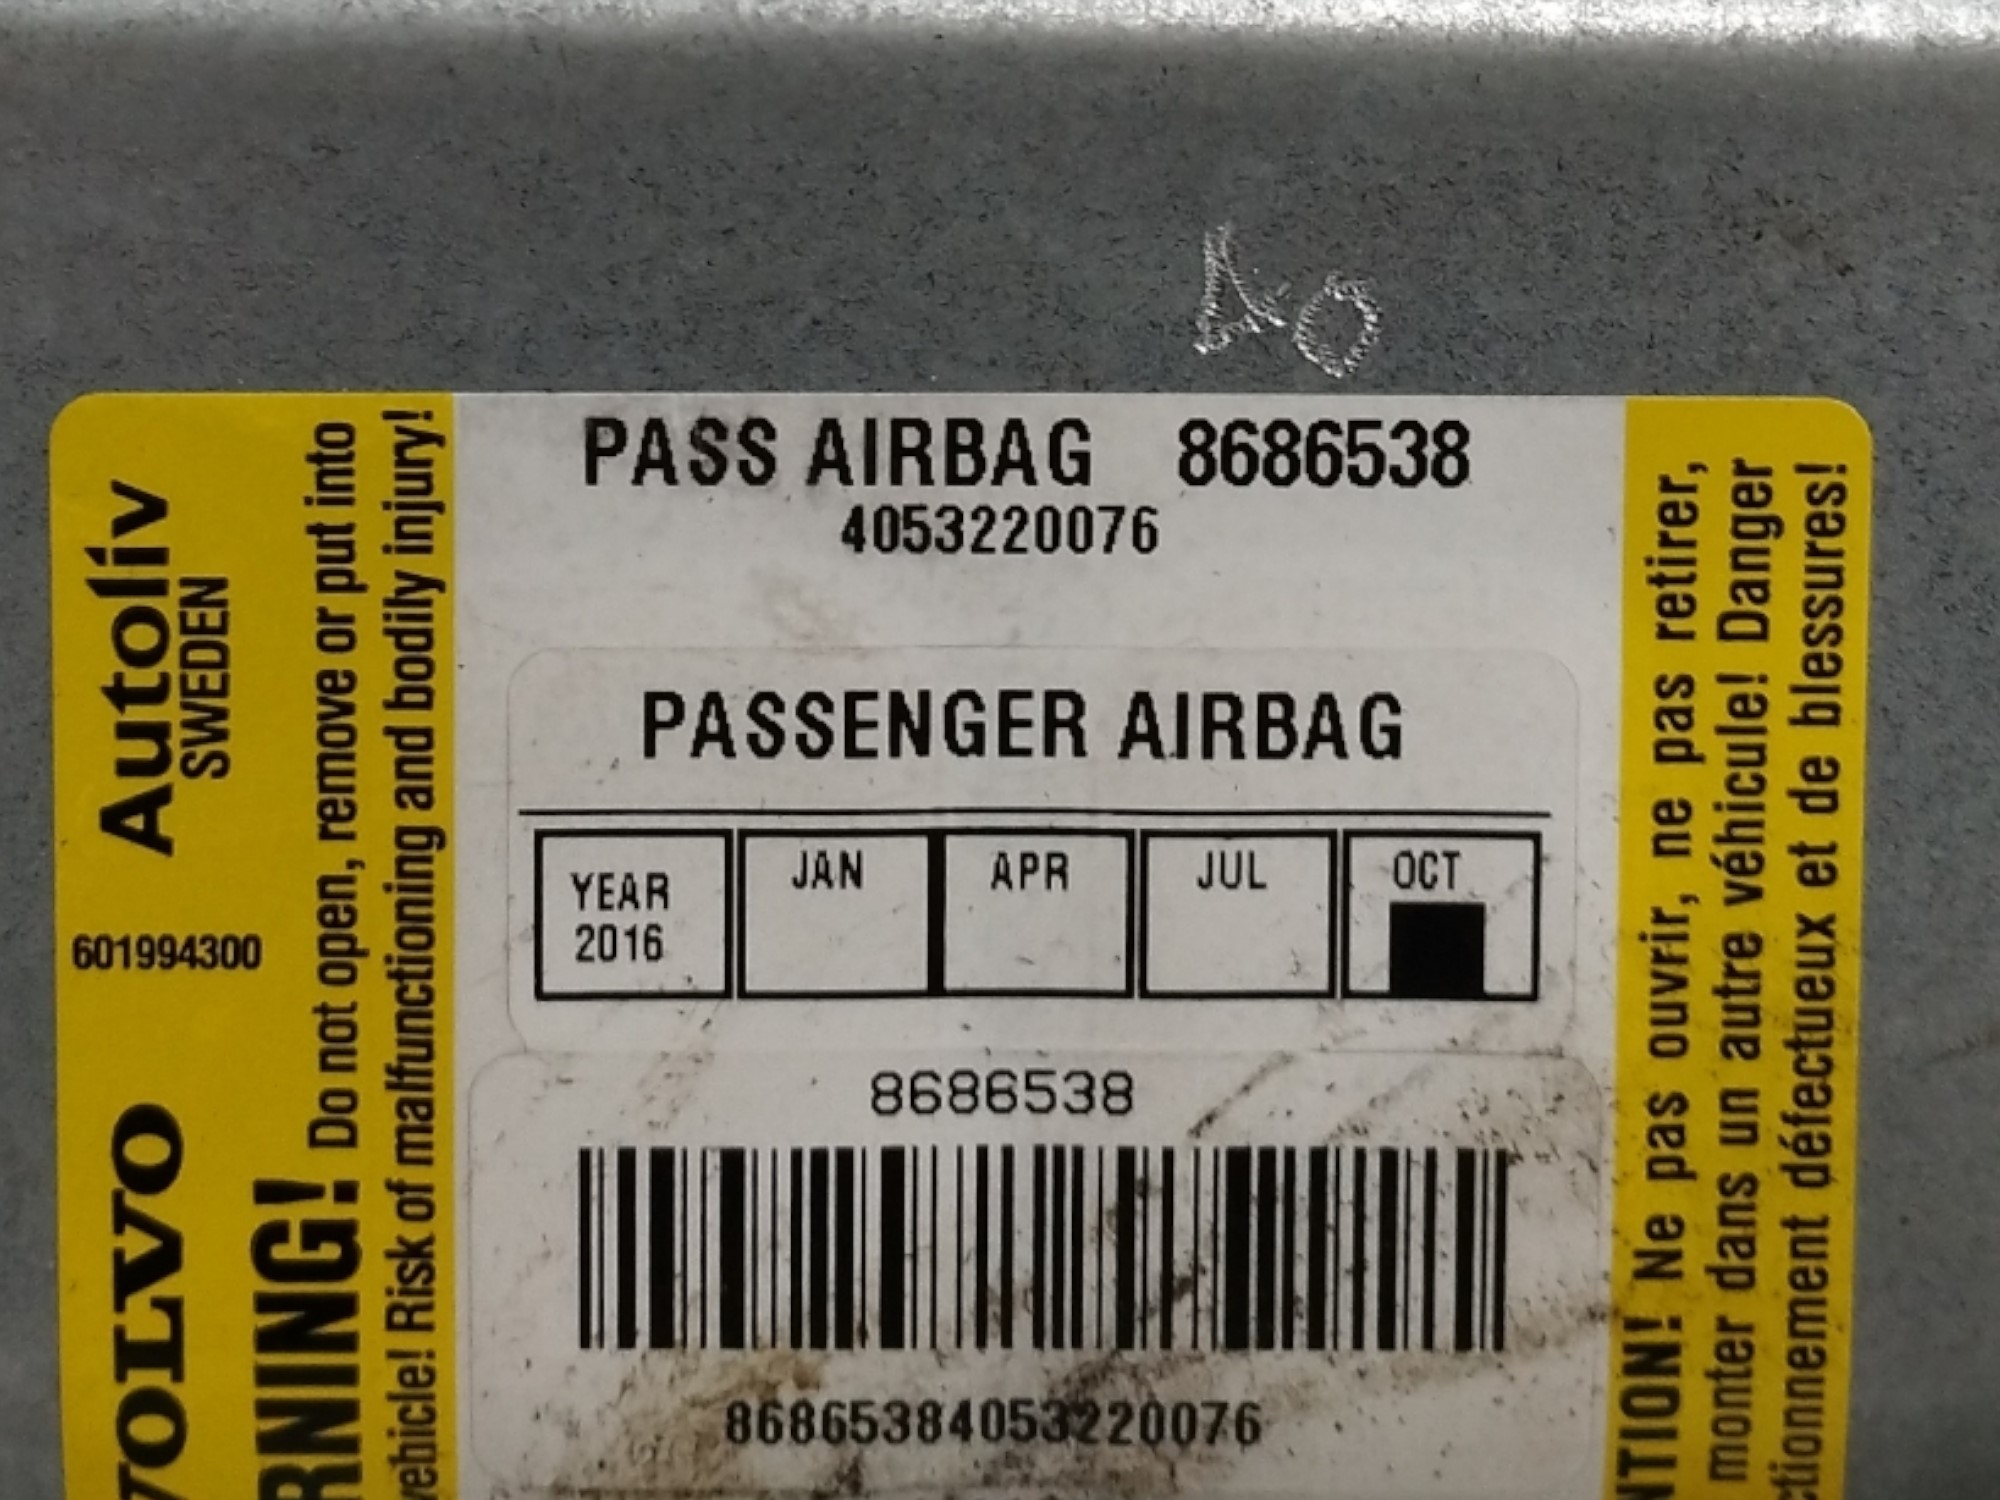 PASS AIRBAG 8686538
4053220076
PASSENGER AIRBAG
YEAR 2016
JAN
APR
JUL
OCT
8686538
86865384053220076
VOLVO 601994300 Autoliv
SWEDEN
RNING! Do not open, remove or put into
vehicle! Risk of malfunctioning and bodily injury!
NTION! Ne pas ouvrir, ne pas retirer,
monter dans un autre véhicule! Danger
ctionnement défectueux et de blessures!